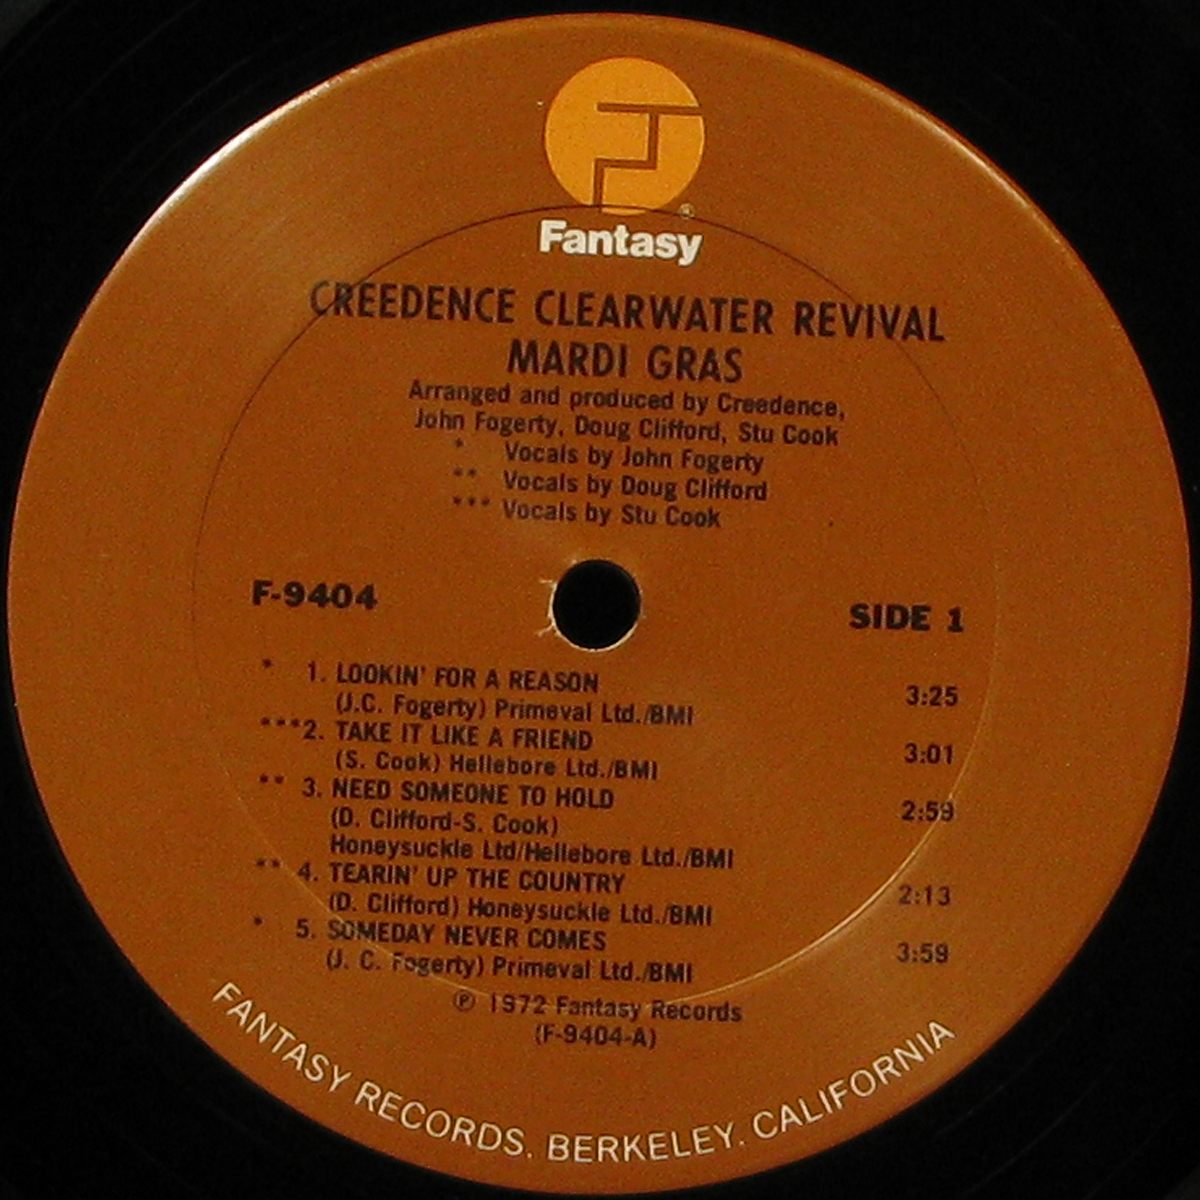 ®
Fantasy
CREEDENCE CLEARWATER REVIVAL
MARDI GRAS
Arranged and produced by Creedence,
John Fogerty, Doug Clifford, Stu Cook
* Vocals by John Fogerty
** Vocals by Doug Clifford
*** Vocals by Stu Cook
F-9404 SIDE 1
* 1. LOOKIN' FOR A REASON 3:25
(J.C. Fogerty) Primeval Ltd./BMI
***2. TAKE IT LIKE A FRIEND 3:01
(S. Cook) Hellebore Ltd./BMI
** 3. NEED SOMEONE TO HOLD 2:59
(D. Clifford-S. Cook)
Honeysuckle Ltd/Hellebore Ltd./BMI
** 4. TEARIN' UP THE COUNTRY 2:13
(D. Clifford) Honeysuckle Ltd./BMI
* 5. SOMEDAY NEVER COMES 3:59
(J. C. Fogerty) Primeval Ltd./BMI
℗ 1972 Fantasy Records
(F-9404-A)
FANTASY RECORDS. BERKELEY. CALIFORNIA